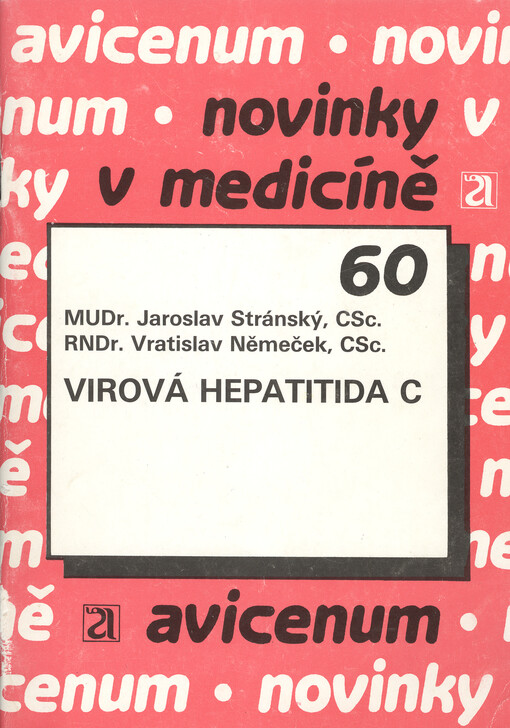 avicenum • novi
num • novinky v
ky v medicíně
60
MUDr. Jaroslav Stránský, CSc.
RNDr. Vratislav Němeček, CSc.
VIROVÁ HEPATITIDA C
ně avicenum •
cenum • novinky